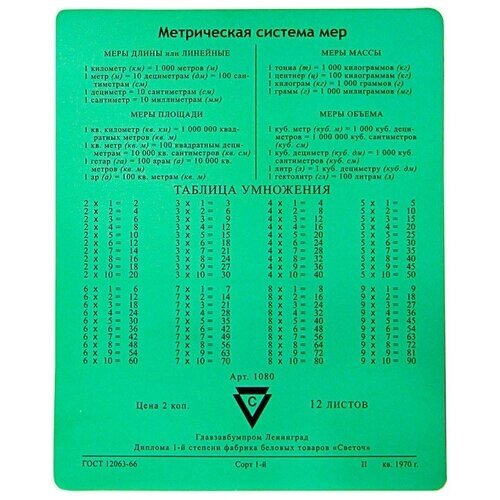 Метрическая система мер
МЕРЫ ДЛИНЫ или ЛИНЕЙНЫЕ
1 километр (км) = 1 000 метров (м)
1 метр (м) = 10 дециметрам (дм) = 100 сан-
тиметрам (см)
1 дециметр = 10 сантиметрам (см)
1 сантиметр = 10 миллиметрам (мм)
МЕРЫ МАССЫ
1 тонна (т) = 1 000 килограммов (кг)
1 центнер (ц) = 100 килограммам (кг)
1 килограм (кг) = 1 000 граммов (г)
1 грамм (г) = 1 000 миллиграммов (мг)
МЕРЫ ПЛОЩАДИ
1 кв. километр (кв. км) = 1 000 000 квад-
ратных метров (кв. м)
1 кв. метр (кв. м) = 100 квадратным деци-
метрам = 10 000 кв. сантиметров (кв. см)
1 гетар (га) = 100 арам (а) = 10 000 кв.
метров (кв. м)
1 ар (а) = 100 кв. метрам (кв. м)
МЕРЫ ОБЪЕМА
1 куб. метр (куб. м) = 1 000 куб. деци-
метров = 1 000 000 куб. сантиметров
(куб. см)
1 куб. дециметр (куб. дм) = 1 000 куб.
сантиметров (куб. см)
1 литр (л) = 1 куб. дециметру (куб. дм)
1 гектолитр (гл) = 100 литрам (л)
ТАБЛИЦА УМНОЖЕНИЯ
2 х 1 = 2 3 х 1 = 3 4 х 1 = 4 5 х 1 = 5
2 х 2 = 4 3 х 2 = 6 4 х 2 = 8 5 х 2 = 10
2 х 3 = 6 3 х 3 = 9 4 х 3 = 12 5 х 3 = 15
2 х 4 = 8 3 х 4 = 12 4 х 4 = 16 5 х 4 = 20
2 х 5 = 10 3 х 5 = 15 4 х 5 = 20 5 х 5 = 25
2 х 6 = 12 3 х 6 = 18 4 х 6 = 24 5 х 6 = 30
2 х 7 = 14 3 х 7 = 21 4 х 7 = 28 5 х 7 = 35
2 х 8 = 16 3 х 8 = 24 4 х 8 = 32 5 х 8 = 40
2 х 9 = 18 3 х 9 = 27 4 х 9 = 36 5 х 9 = 45
2 х 10 = 20 3 х 10 = 30 4 х 10 = 40 5 х 10 = 50
6 х 1 = 6 7 х 1 = 7 8 х 1 = 8 9 х 1 = 9
6 х 2 = 12 7 х 2 = 14 8 х 2 = 16 9 х 2 = 18
6 х 3 = 18 7 х 3 = 21 8 х 3 = 24 9 х 3 = 27
6 х 4 = 24 7 х 4 = 28 8 х 4 = 32 9 х 4 = 36
6 х 5 = 30 7 х 5 = 35 8 х 5 = 40 9 х 5 = 45
6 х 6 = 36 7 х 6 = 42 8 х 6 = 48 9 х 6 = 54
6 х 7 = 42 7 х 7 = 49 8 х 7 = 56 9 х 7 = 63
6 х 8 = 48 7 х 8 = 56 8 х 8 = 64 9 х 8 = 72
6 х 9 = 54 7 х 9 = 63 8 х 9 = 72 9 х 9 = 81
6 х 10 = 60 7 х 10 = 70 8 х 10 = 80 9 х 10 = 90
Арт. 1080
Цена 2 коп. С 12 ЛИСТОВ
Главзавбумпром Ленинград
Диплома 1-й степени фабрика беловых товаров «Светоч»
ГОСТ 12063-66 Сорт 1-й II кв. 1970 г.